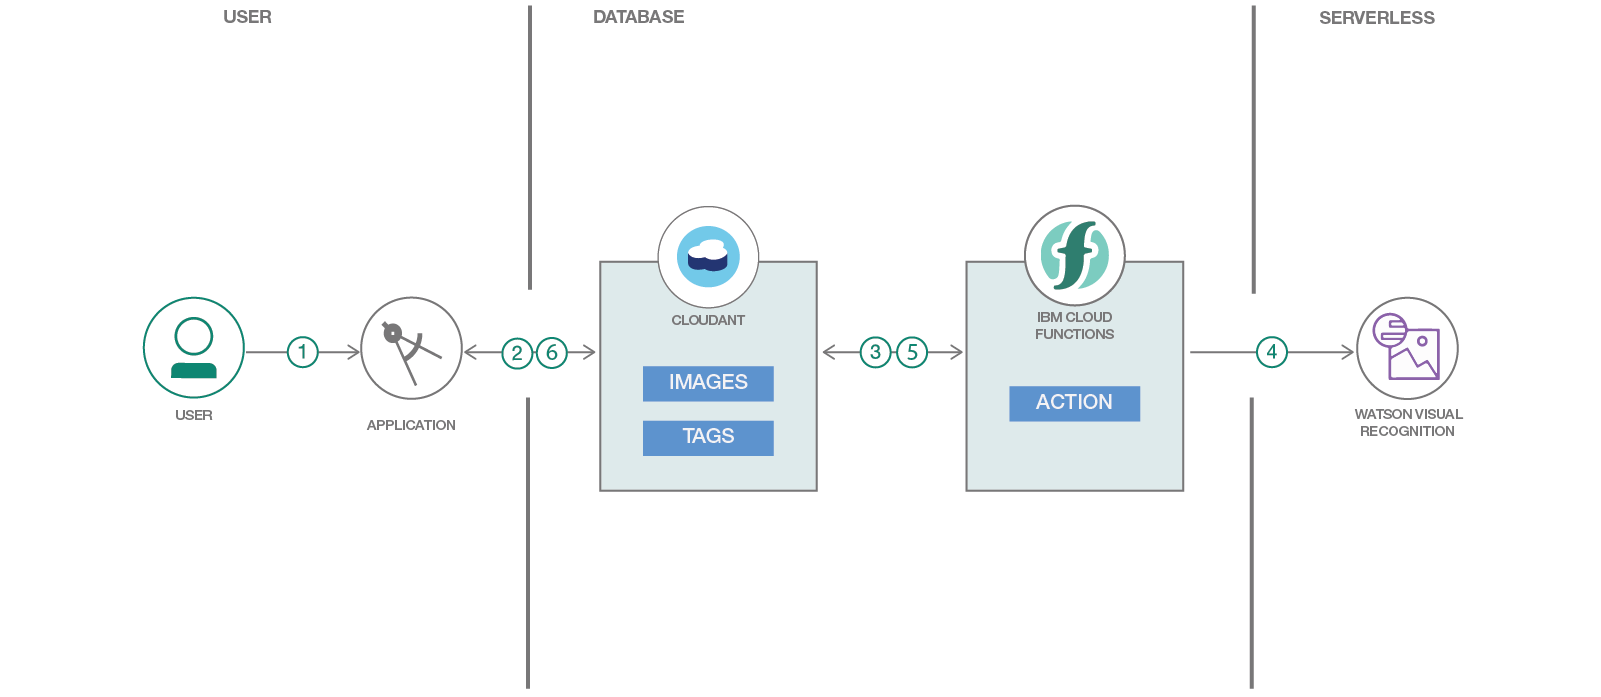 USER
DATABASE
SERVERLESS
CLOUDANT
IBM CLOUD
FUNCTIONS
1
2
6
3
5
4
IMAGES
ACTION
TAGS
USER
APPLICATION
WATSON VISUAL
RECOGNITION